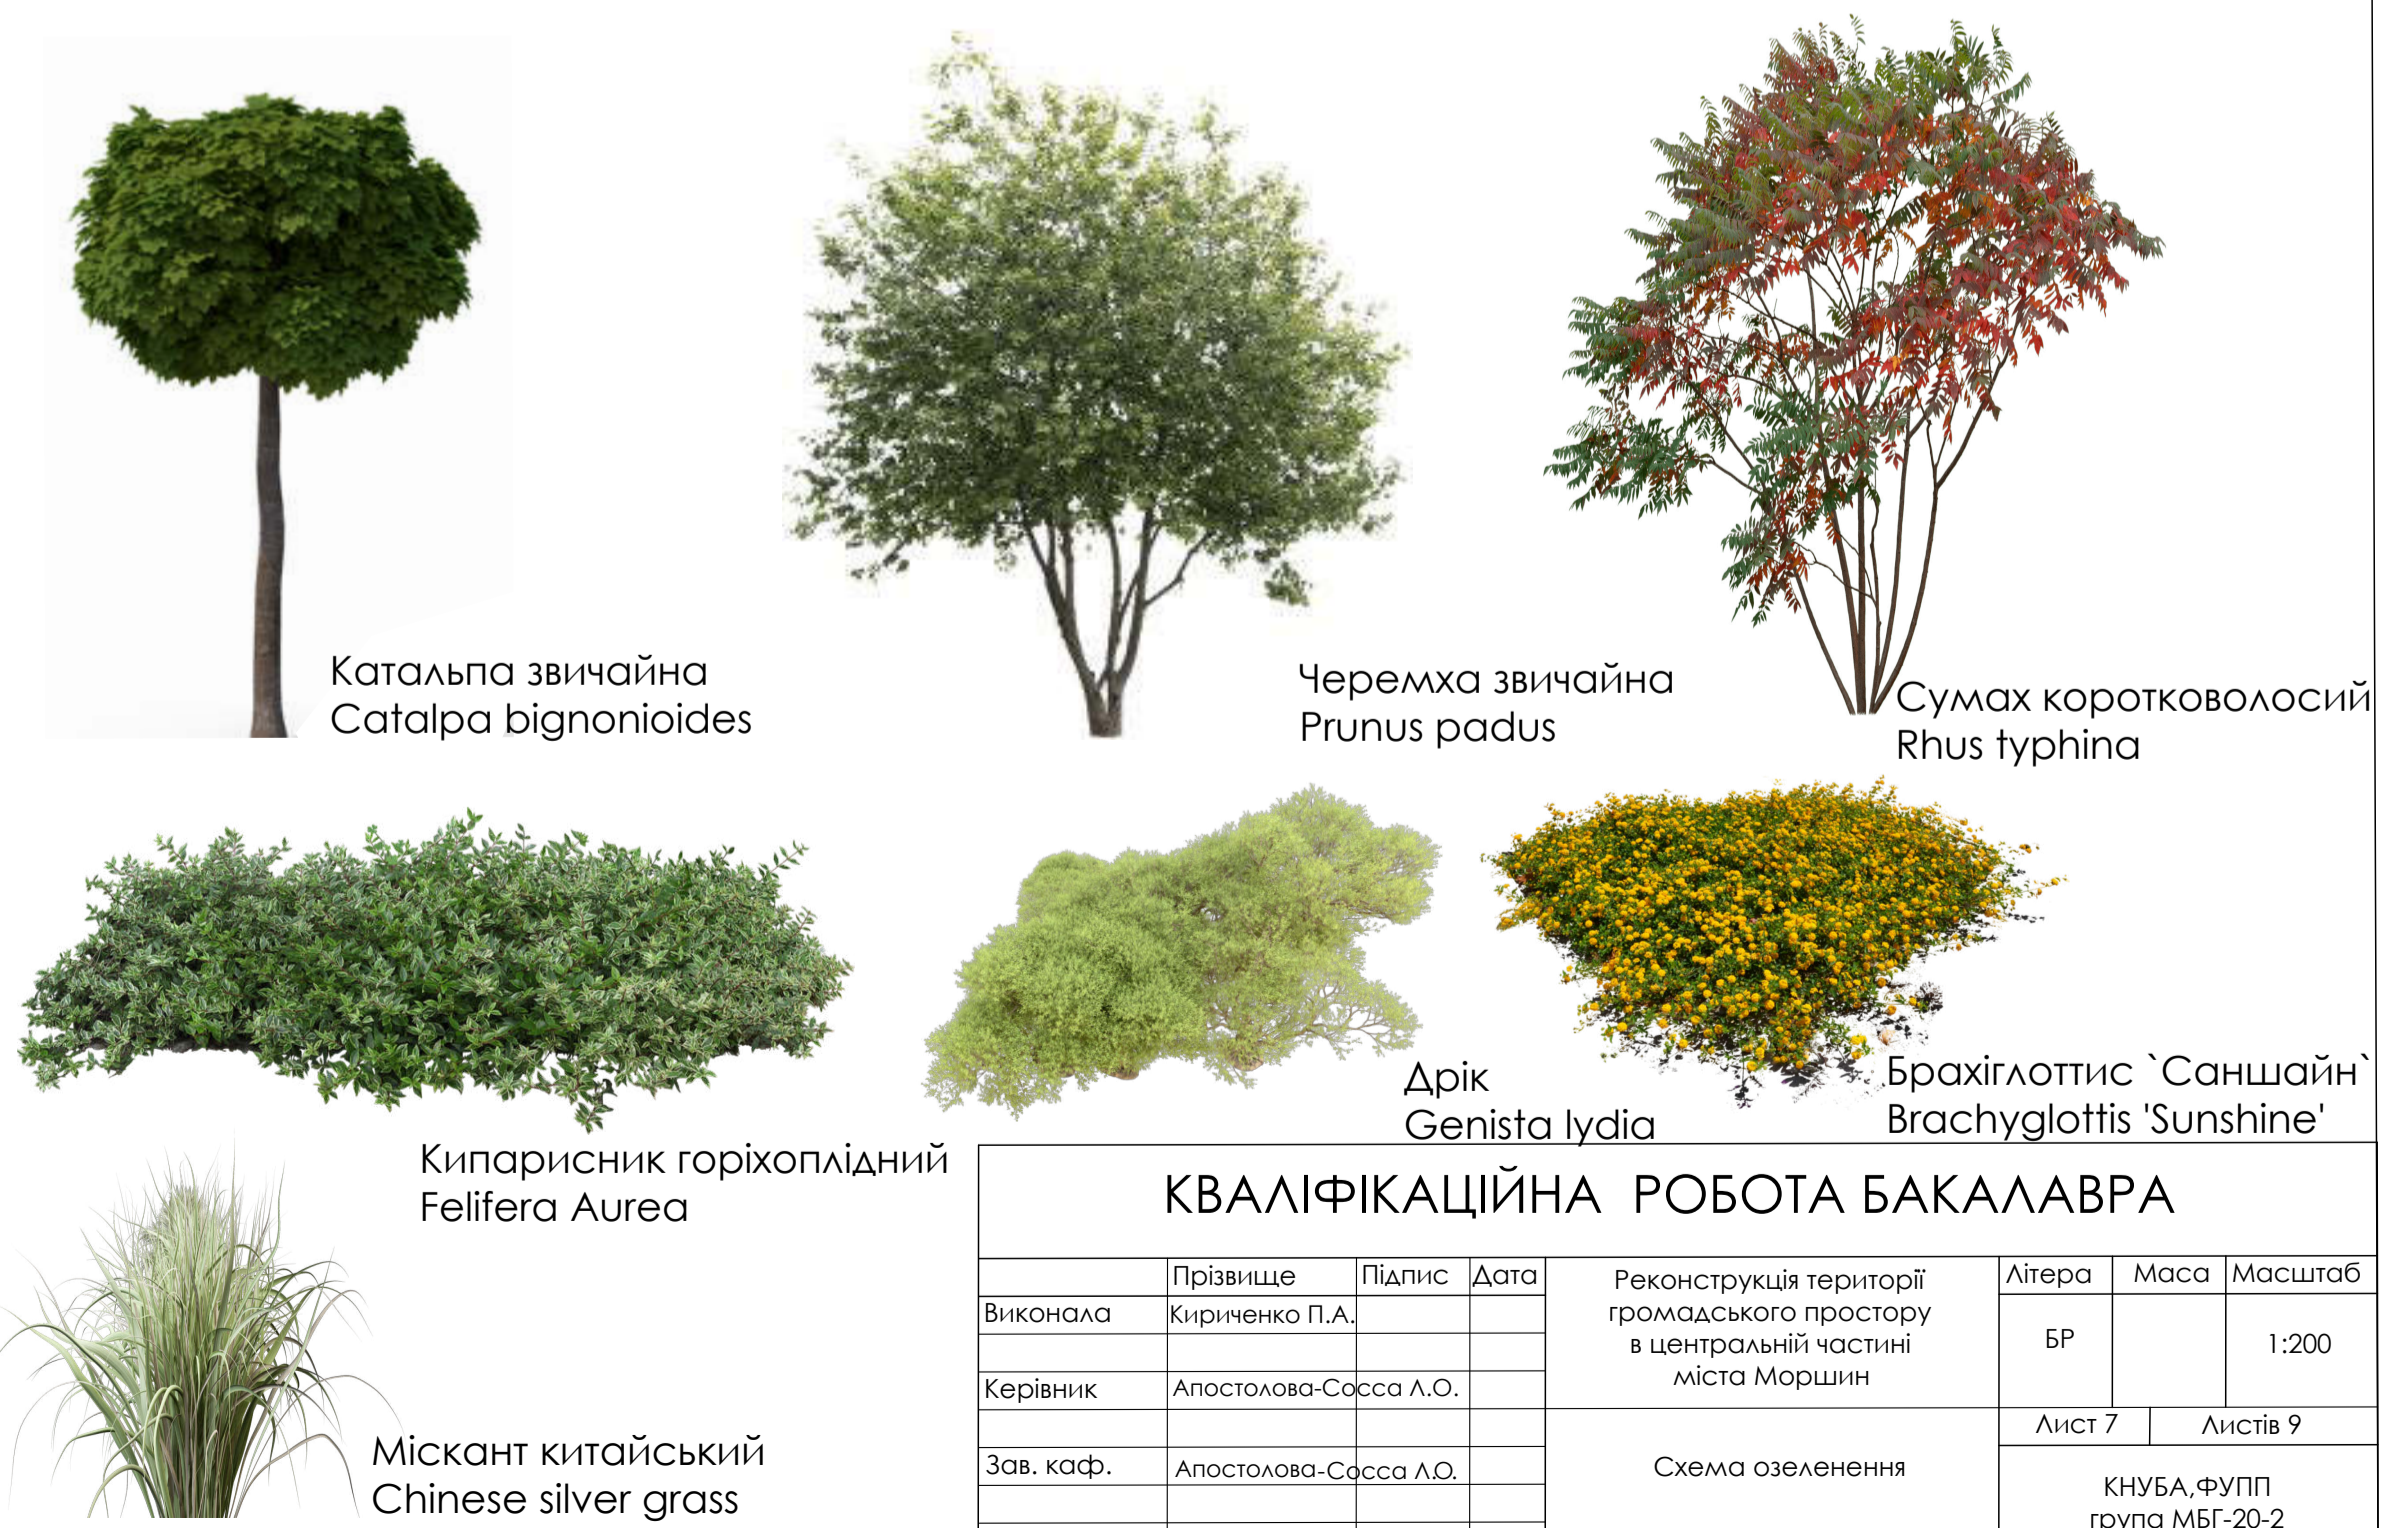 Катальпа звичайна
Catalpa bignonioides
Черемха звичайна
Prunus padus
Сумах коротковолосий
Rhus typhina
Кипарисник горіхоплідний
Felifera Aurea
Дрік
Genista lydia
Брахіглоттис `Саншайн`
Brachyglottis 'Sunshine'
Міскант китайський
Chinese silver grass
КВАЛІФІКАЦІЙНА РОБОТА БАКАЛАВРА
Прізвище Підпис Дата
Виконала Кириченко П.А.
Керівник Апостолова-Сосса Л.О.
Зав. каф. Апостолова-Сосса Л.О.
Реконструкція території
громадського простору
в центральній частині
міста Моршин
Схема озеленення
Літера Маса Масштаб
БР 1:200
Лист 7 Листів 9
КНУБА,ФУПП
група МБГ-20-2